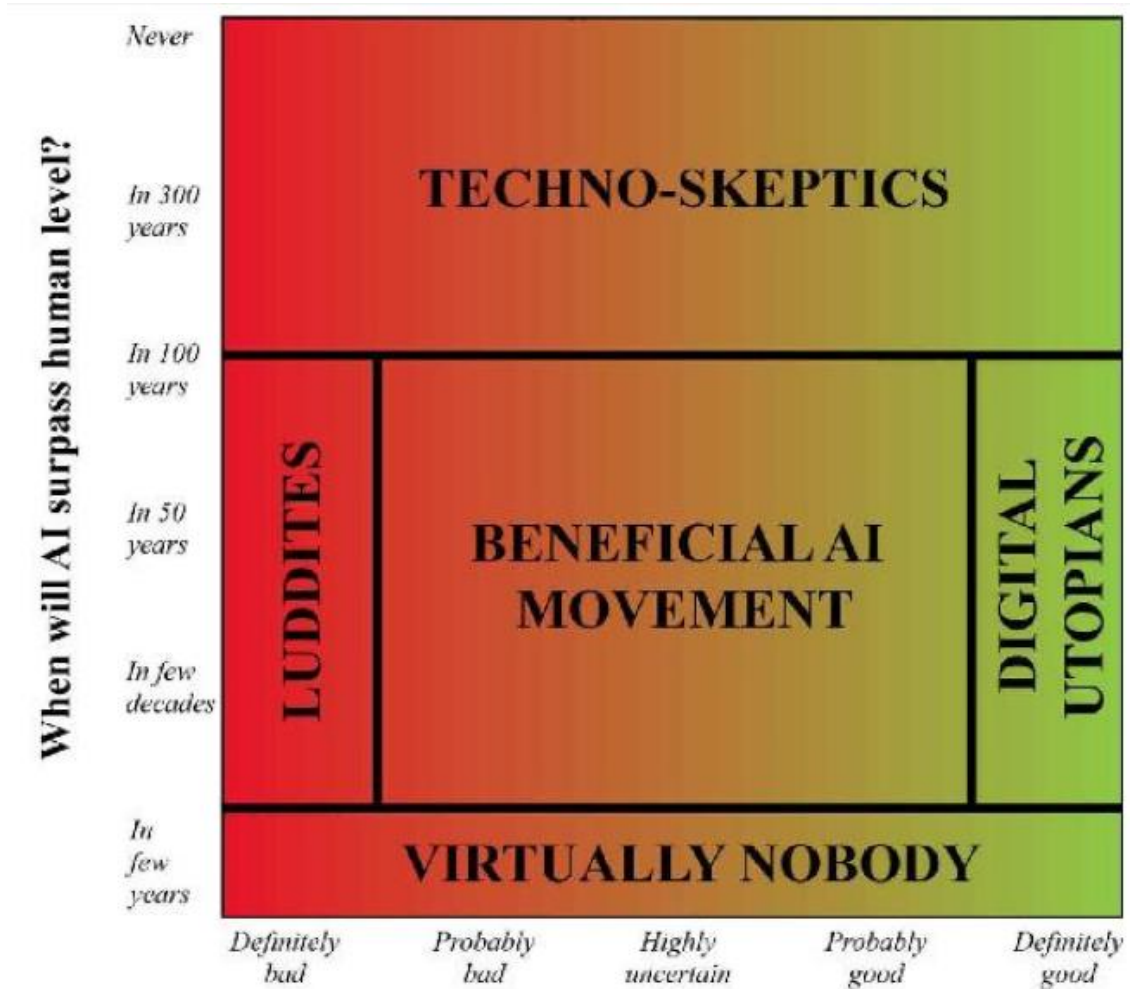 When will AI surpass human level?
Never
In 300
years
In 100
years
In 50
years
In few
decades
In
few
years
TECHNO-SKEPTICS
LUDDITES
BENEFICIAL AI
MOVEMENT
DIGITAL
UTOPIANS
VIRTUALLY NOBODY
Definitely
bad
Probably
bad
Highly
uncertain
Probably
good
Definitely
good